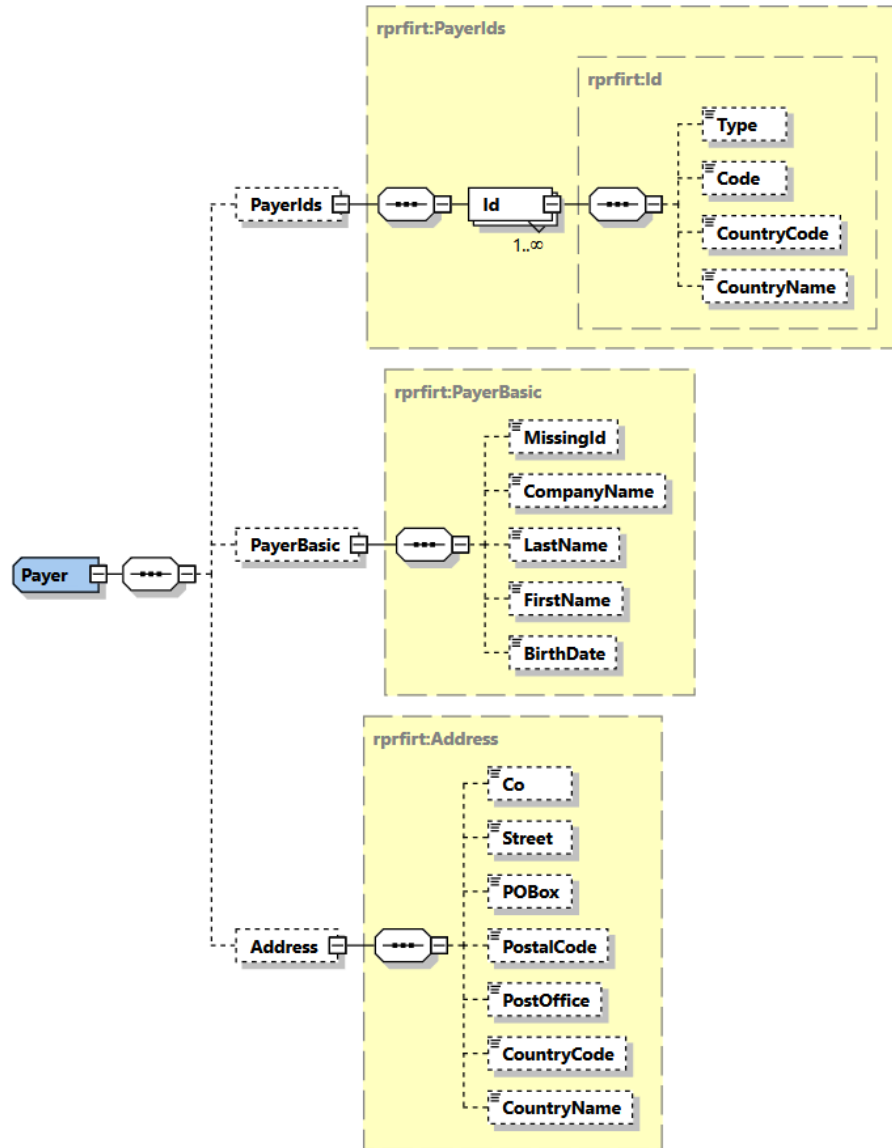 rprfirt:PayerIds
rprfirt:Id
Type
Code
PayerIds
Id
CountryCode
1..∞
CountryName
rprfirt:PayerBasic
MissingId
CompanyName
PayerBasic
LastName
Payer
FirstName
BirthDate
rprfirt:Address
Co
Street
POBox
Address
PostalCode
PostOffice
CountryCode
CountryName